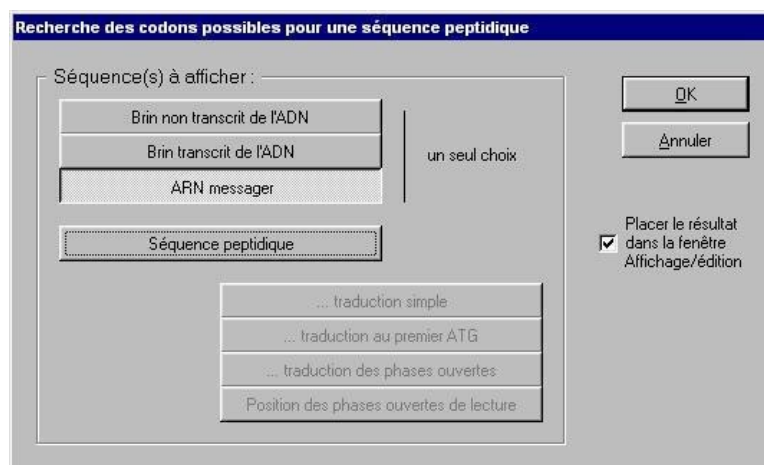 Recherche des codons possibles pour une séquence peptidique
Séquence(s) à afficher :
Brin non transcrit de l'ADN
Brin transcrit de l'ADN
ARN messager
un seul choix
Séquence peptidique
... traduction simple
... traduction au premier ATG
... traduction des phases ouvertes
Position des phases ouvertes de lecture
OK
Annuler
Placer le résultat
dans la fenêtre
Affichage/édition